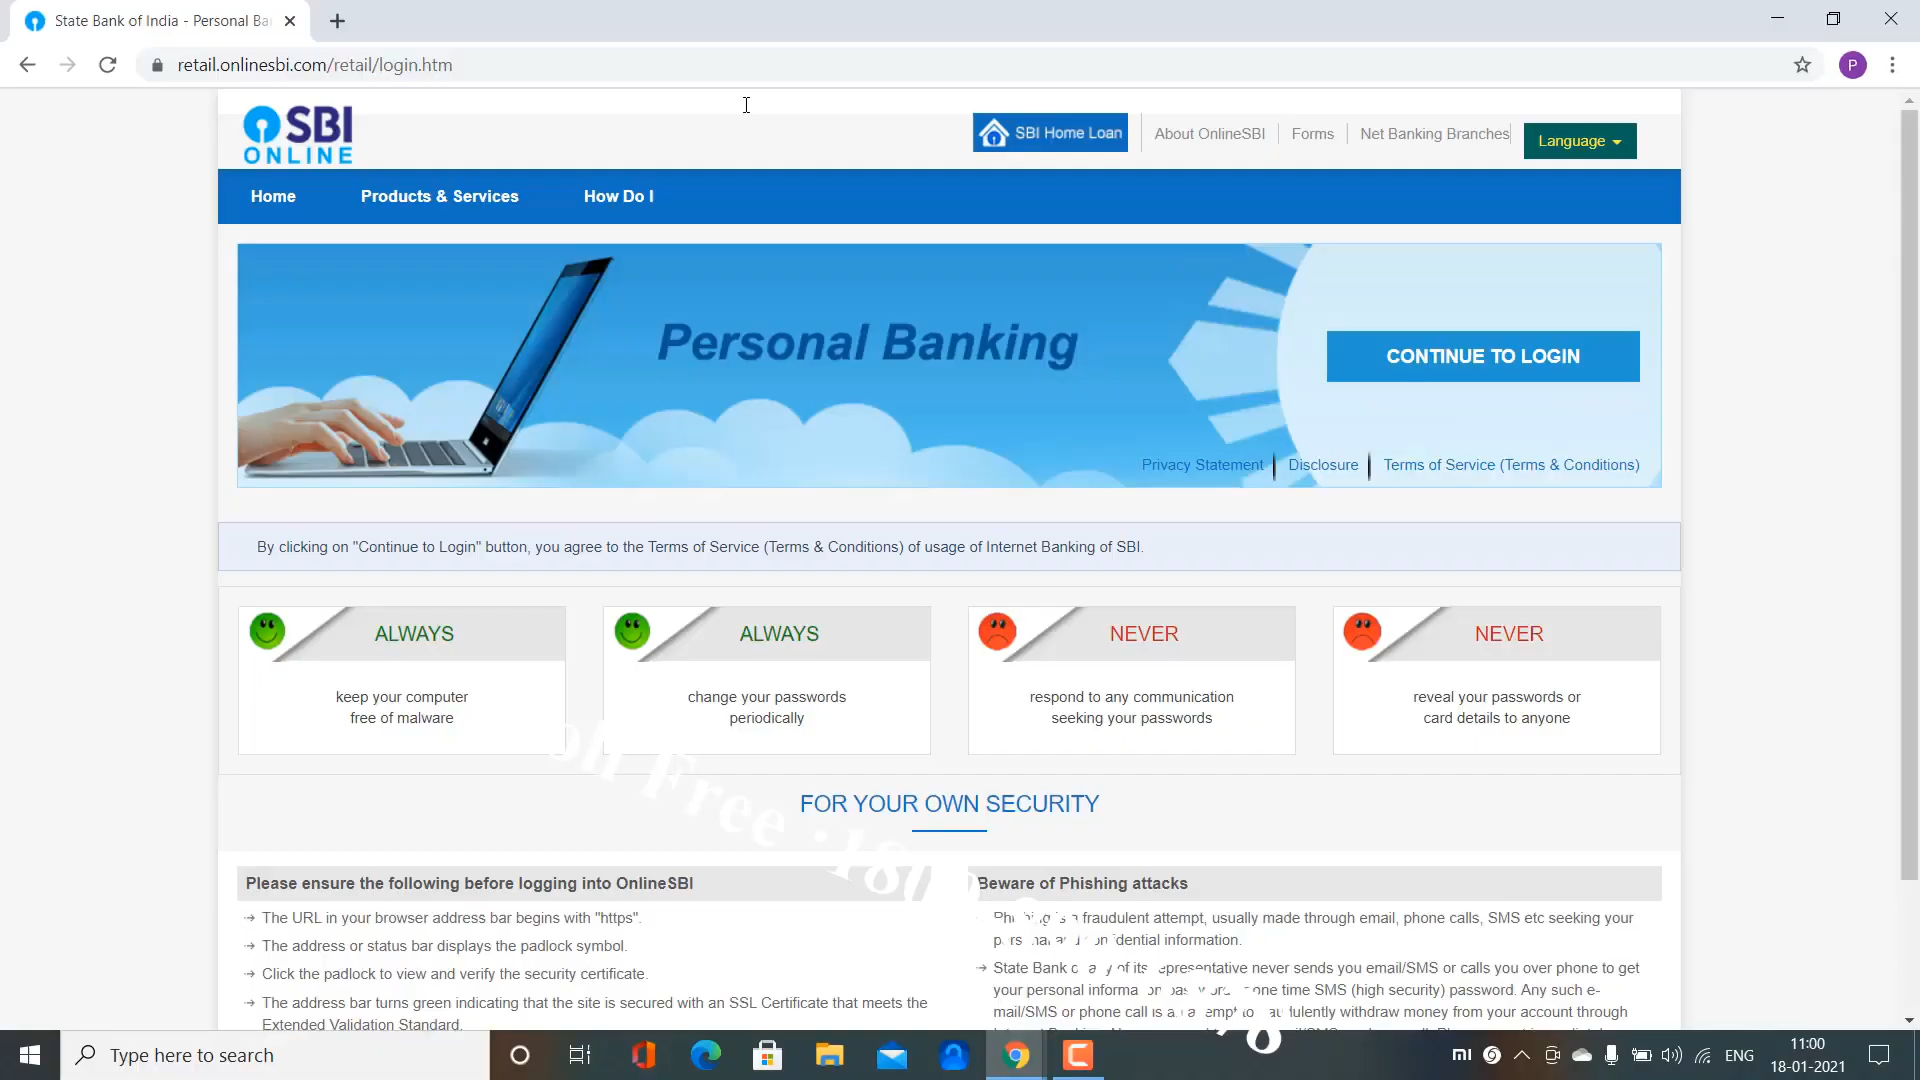 State Bank of India - Personal Ba
retail.onlinesbi.com/retail/login.htm
P
SBI
ONLINE
SBI Home Loan
About OnlineSBI
Forms
Net Banking Branches
Language
Home
Products & Services
How Do I
Personal Banking
CONTINUE TO LOGIN
Privacy Statement
Disclosure
Terms of Service (Terms & Conditions)
By clicking on "Continue to Login" button, you agree to the Terms of Service (Terms & Conditions) of usage of Internet Banking of SBI.
ALWAYS
keep your computer
free of malware
ALWAYS
change your passwords
periodically
NEVER
respond to any communication
seeking your passwords
NEVER
reveal your passwords or
card details to anyone
Free :18
FOR YOUR OWN SECURITY
Please ensure the following before logging into OnlineSBI
The URL in your browser address bar begins with "https".
The address or status bar displays the padlock symbol.
Click the padlock to view and verify the security certificate.
The address bar turns green indicating that the site is secured with an SSL Certificate that meets the
Extended Validation Standard.
Beware of Phishing attacks
fraudulent attempt, usually made through email, phone calls, SMS etc seeking your
information.
State Bank of its never sends you email/SMS or calls you over phone to get
your personal one time SMS (high security) password. Any such e-
mail/SMS or phone call is withdraw money from your account through
Type here to search
mi
ENG
11:00
18-01-2021